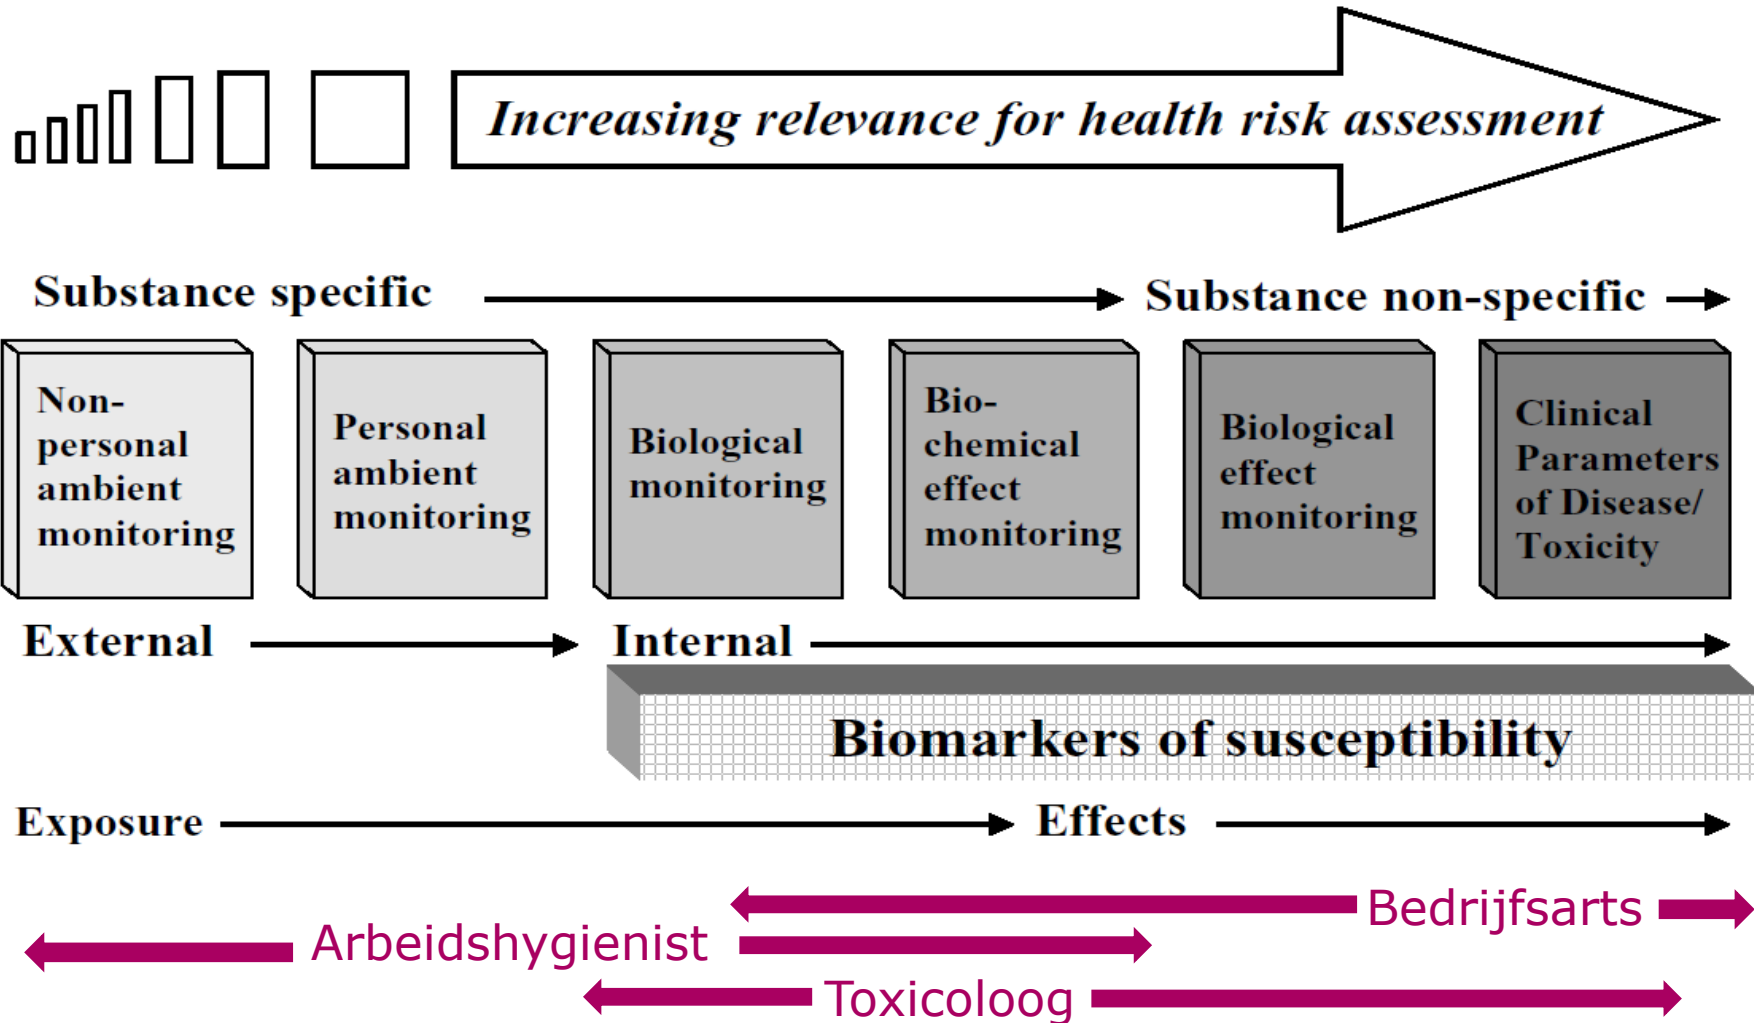 Increasing relevance for health risk assessment
Substance specific
Substance non-specific
Non-
personal
ambient
monitoring
Personal
ambient
monitoring
Biological
monitoring
Bio-
chemical
effect
monitoring
Biological
effect
monitoring
Clinical
Parameters
of Disease/
Toxicity
External
Internal
Biomarkers of susceptibility
Exposure
Effects
Bedrijfsarts
Arbeidshygienist
Toxicoloog